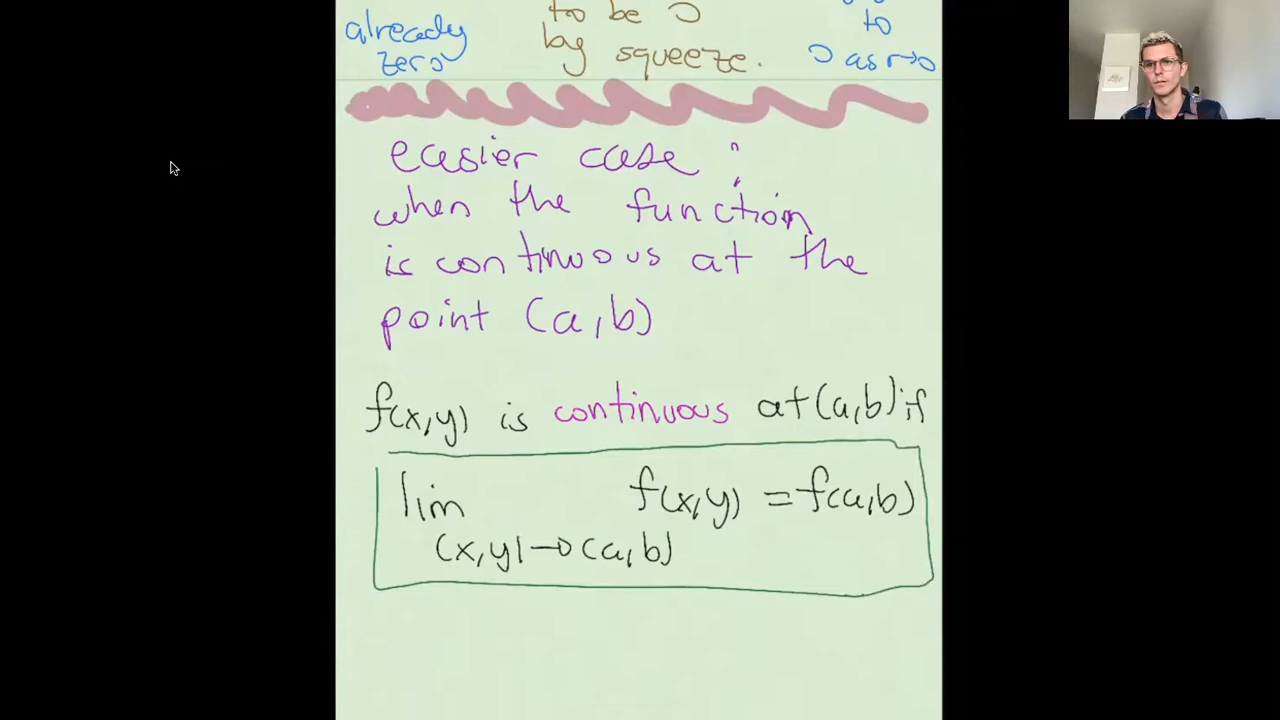 already
zero
to be 0
by squeeze.
to
0 as r→0
easier case:
when the function
is continuous at the
point (a,b)
f(x,y) is continuous at (a,b) if
lim f(x,y) = f(a,b)
(x,y)→(a,b)